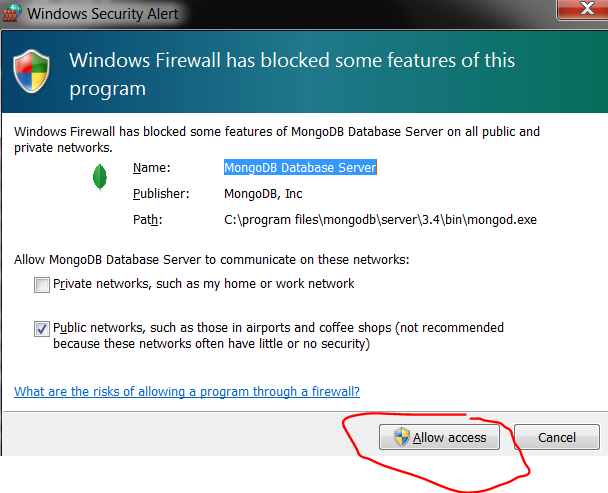 Windows Security Alert
Windows Firewall has blocked some features of this
program
Windows Firewall has blocked some features of MongoDB Database Server on all public and
private networks.
Name: MongoDB Database Server
Publisher: MongoDB, Inc
Path: C:\program files\mongodb\server\3.4\bin\mongod.exe
Allow MongoDB Database Server to communicate on these networks:
Private networks, such as my home or work network
Public networks, such as those in airports and coffee shops (not recommended
because these networks often have little or no security)
What are the risks of allowing a program through a firewall?
Allow access Cancel